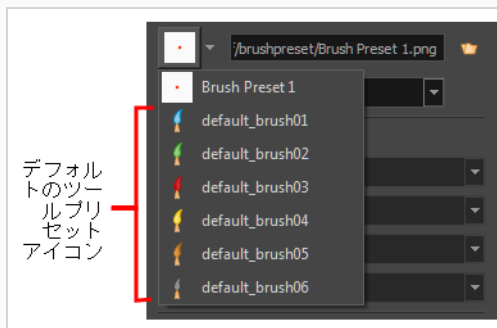 :/brushpreset/Brush Preset 1.png
Brush Preset 1
default_brush01
default_brush02
default_brush03
default_brush04
default_brush05
default_brush06
デフォル
トのツー
ルプリ
セット
アイコン